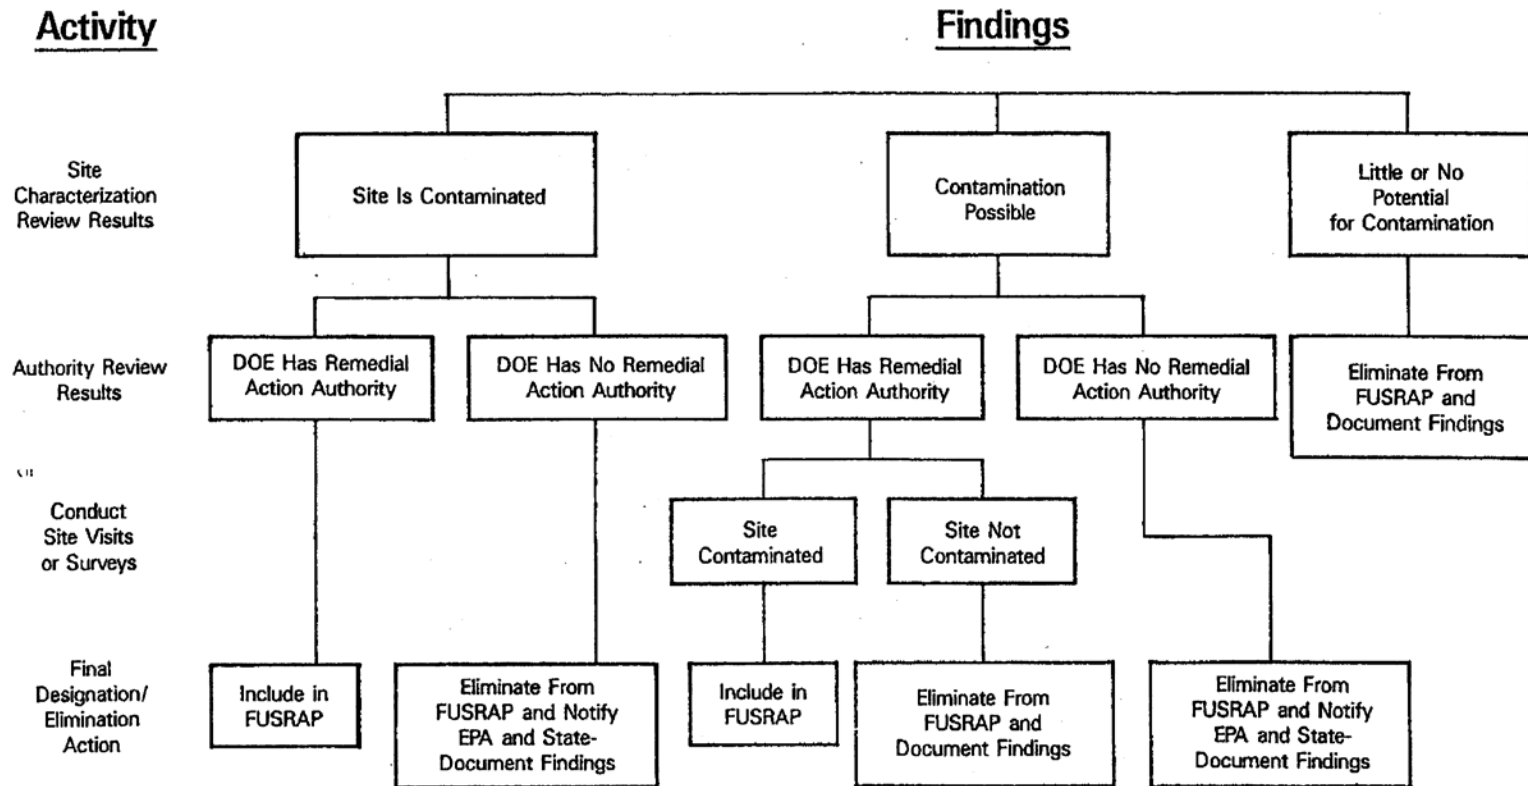 Activity
Findings
Site
Characterization
Review Results
Site Is Contaminated
Contamination
Possible
Little or No
Potential
for Contamination
Authority Review
Results
DOE Has Remedial
Action Authority
DOE Has No Remedial
Action Authority
DOE Has Remedial
Action Authority
DOE Has No Remedial
Action Authority
Eliminate From
FUSRAP and
Document Findings
Conduct
Site Visits
or Surveys
Site
Contaminated
Site Not
Contaminated
Final
Designation/
Elimination
Action
Include in
FUSRAP
Eliminate From
FUSRAP and Notify
EPA and State-
Document Findings
Include in
FUSRAP
Eliminate From
FUSRAP and
Document Findings
Eliminate From
FUSRAP and Notify
EPA and State-
Document Findings